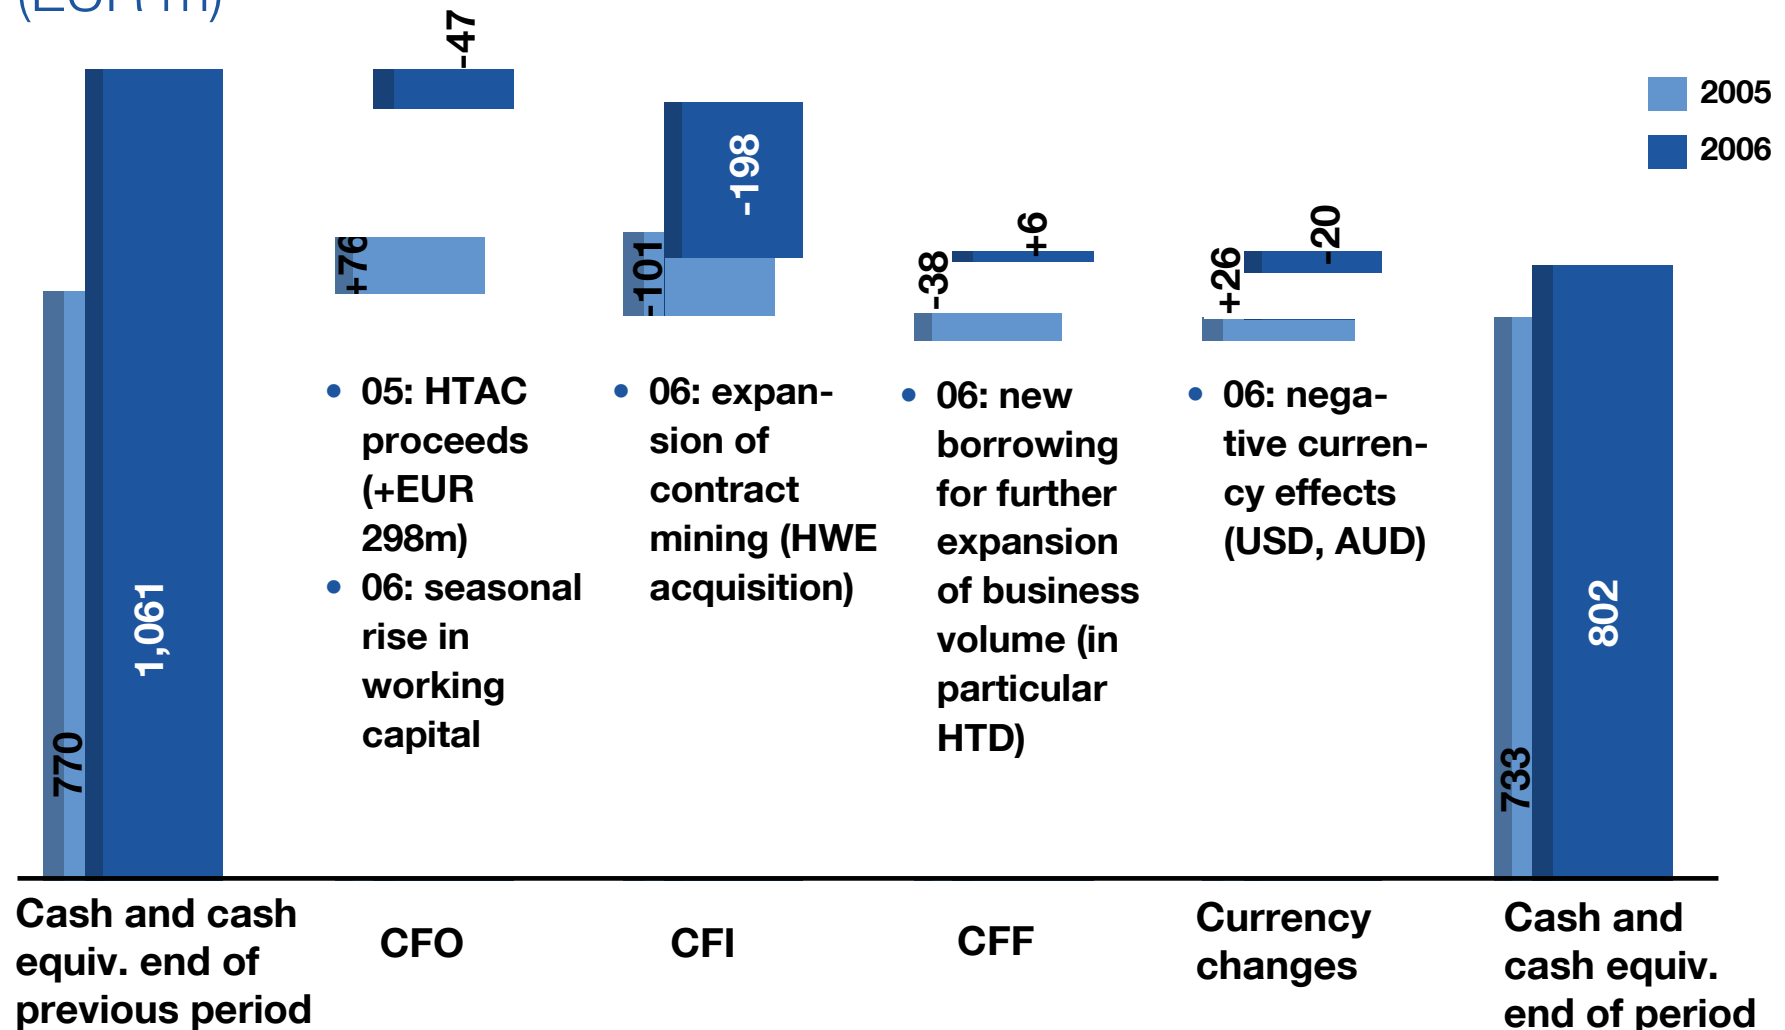 (EUR m)
2005
2006
1,061
770
-47
+76
-198
-101
+6
-38
-20
+26
802
733
• 05: HTAC
proceeds
(+EUR
298m)
• 06: seasonal
rise in
working
capital
• 06: expan-
sion of
contract
mining (HWE
acquisition)
• 06: new
borrowing
for further
expansion
of business
volume (in
particular
HTD)
• 06: nega-
tive curren-
cy effects
(USD, AUD)
Cash and cash
equiv. end of
previous period
CFO
CFI
CFF
Currency
changes
Cash and
cash equiv.
end of period